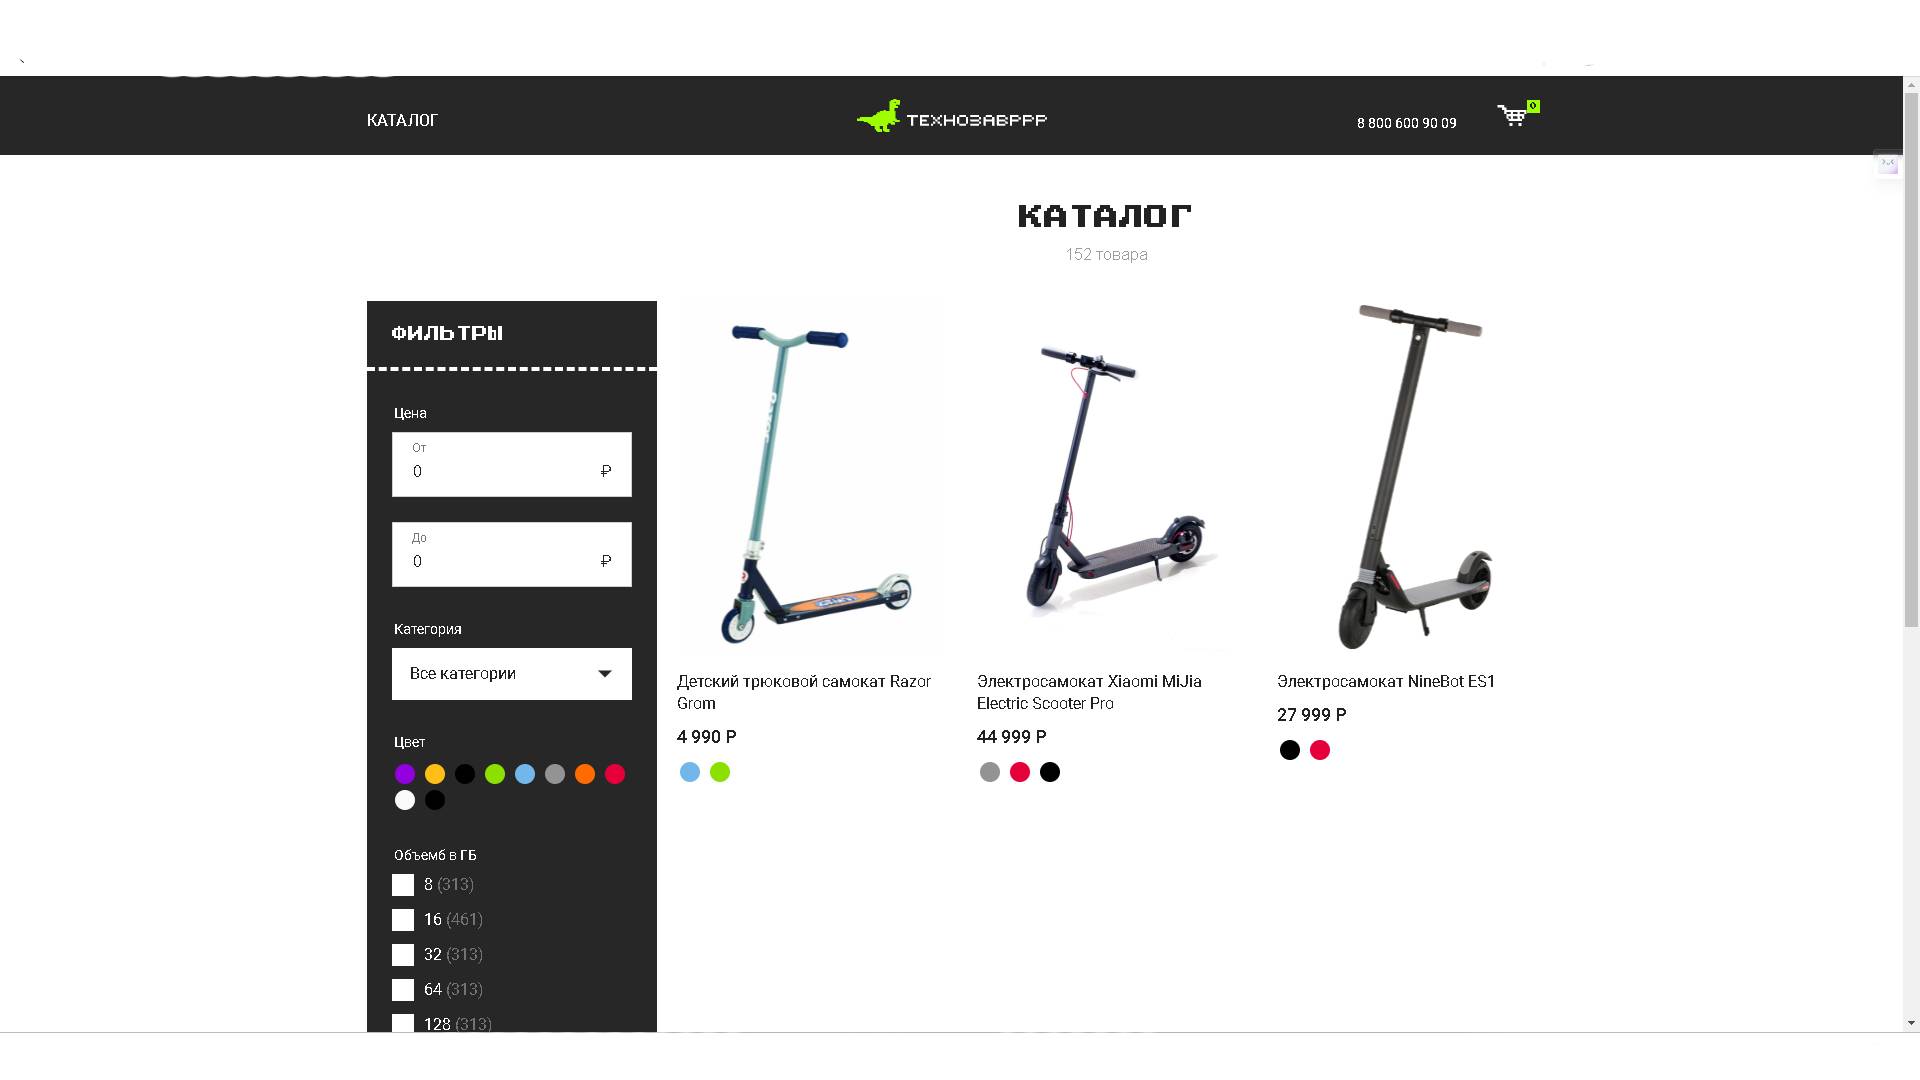 КАТАЛОГ
ТЕХНОЗАВРРР
8 800 600 90 09
0
КАТАЛОГ
152 товара
ФИЛЬТРЫ
Цена
От
0 ₽
До
0 ₽
Категория
Все категории
Цвет
Объемб в ГБ
8 (313)
16 (461)
32 (313)
64 (313)
128 (313)
Детский трюковой самокат Razor
Grom
4 990 Р
Электросамокат Xiaomi MiJia
Electric Scooter Pro
44 999 Р
Электросамокат NineBot ES1
27 999 Р